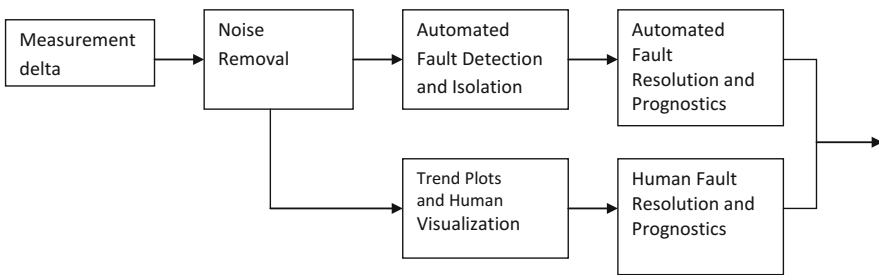 Measurement
delta
Noise
Removal
Automated
Fault Detection
and Isolation
Automated
Fault
Resolution and
Prognostics
Trend Plots
and Human
Visualization
Human Fault
Resolution and
Prognostics